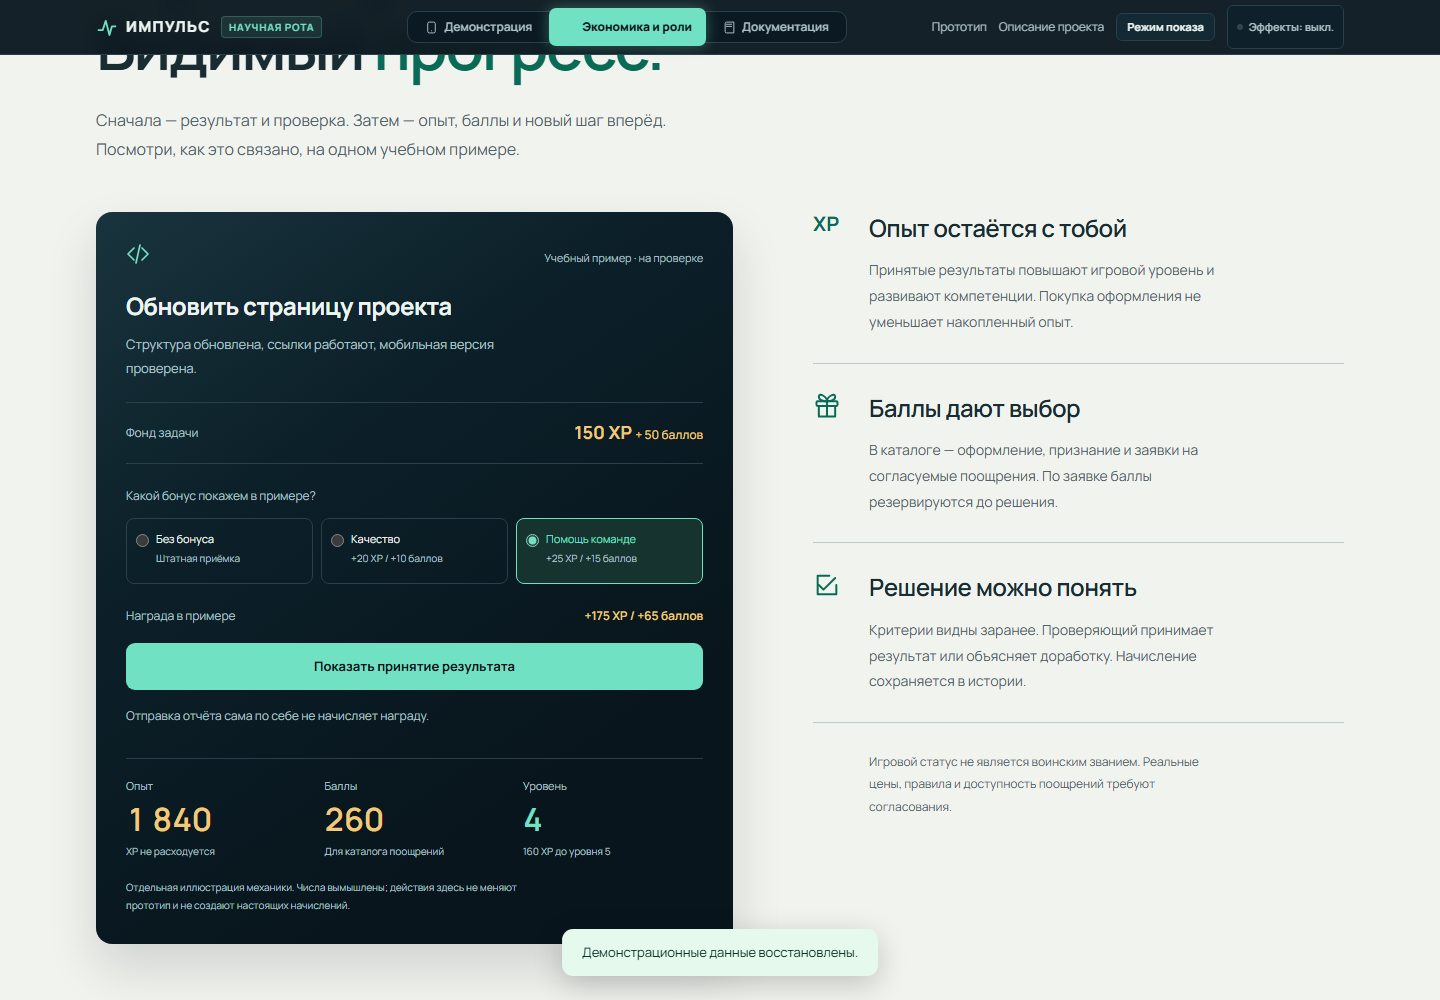 ИМПУЛЬС
НАУЧНАЯ РОТА
Демонстрация
Экономика и роли
Документация
Прототип
Описание проекта
Режим показа
Эффекты: выкл.
Видимый прогресс.
Сначала — результат и проверка. Затем — опыт, баллы и новый шаг вперёд.
Посмотри, как это связано, на одном учебном примере.
Учебный пример · на проверке
Обновить страницу проекта
Структура обновлена, ссылки работают, мобильная версия
проверена.
Фонд задачи
150 XP + 50 баллов
Какой бонус покажем в примере?
Без бонуса
Штатная приёмка
Качество
+20 XP / +10 баллов
Помощь команде
+25 XP / +15 баллов
Награда в примере
+175 XP / +65 баллов
Показать принятие результата
Отправка отчёта сама по себе не начисляет награду.
Опыт
1 840
XP не расходуется
Баллы
260
Для каталога поощрений
Уровень
4
160 XP до уровня 5
Отдельная иллюстрация механики. Числа вымышлены; действия здесь не меняют
прототип и не создают настоящих начислений.
XP
Опыт остаётся с тобой
Принятые результаты повышают игровой уровень и
развивают компетенции. Покупка оформления не
уменьшает накопленный опыт.
Баллы дают выбор
В каталоге — оформление, признание и заявки на
согласуемые поощрения. По заявке баллы
резервируются до решения.
Решение можно понять
Критерии видны заранее. Проверяющий принимает
результат или объясняет доработку. Начисление
сохраняется в истории.
Игровой статус не является воинским званием. Реальные
цены, правила и доступность поощрений требуют
согласования.
Демонстрационные данные восстановлены.